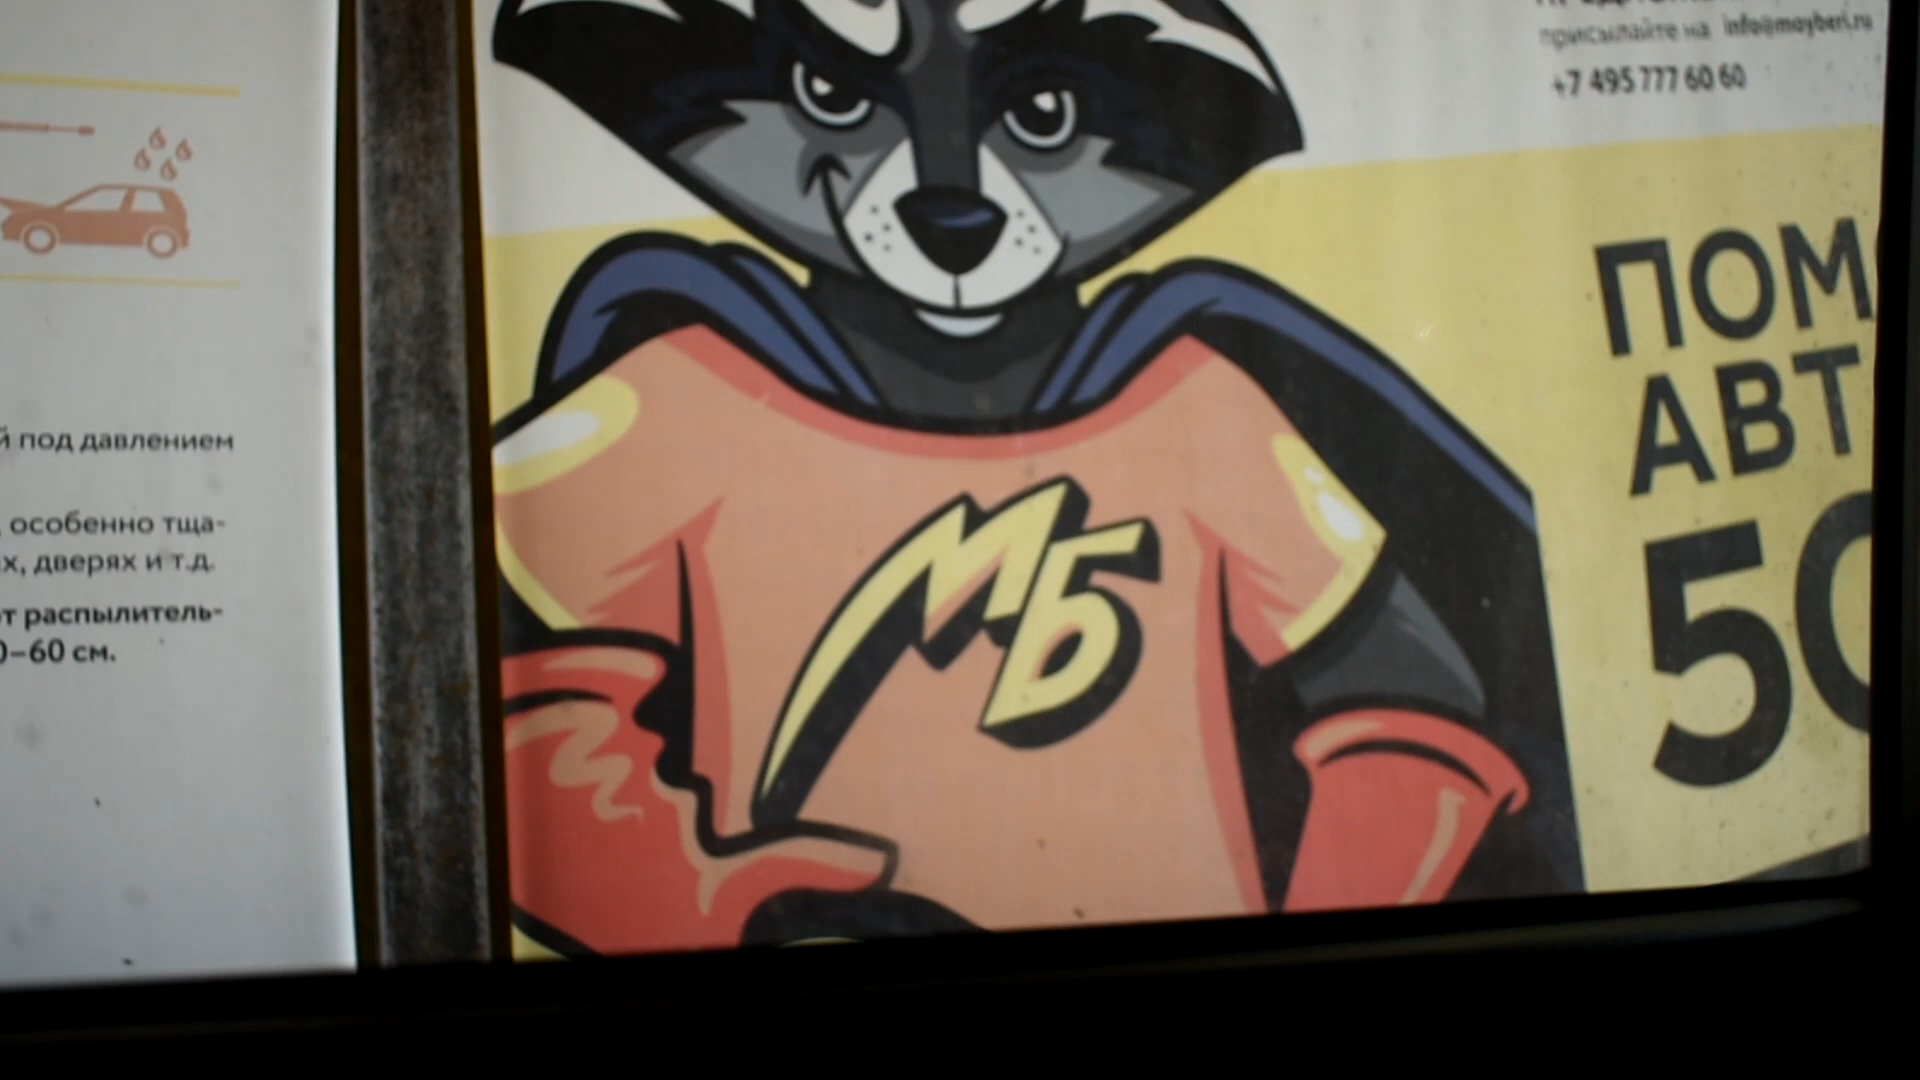 й под давлением
, особенно тща-
х, дверях и т.д.
т распылитель-
0–60 см.
присылайте на info@moyberi.ru
+7 495 777 60 60
МБ
ПОМ
АВТ
50